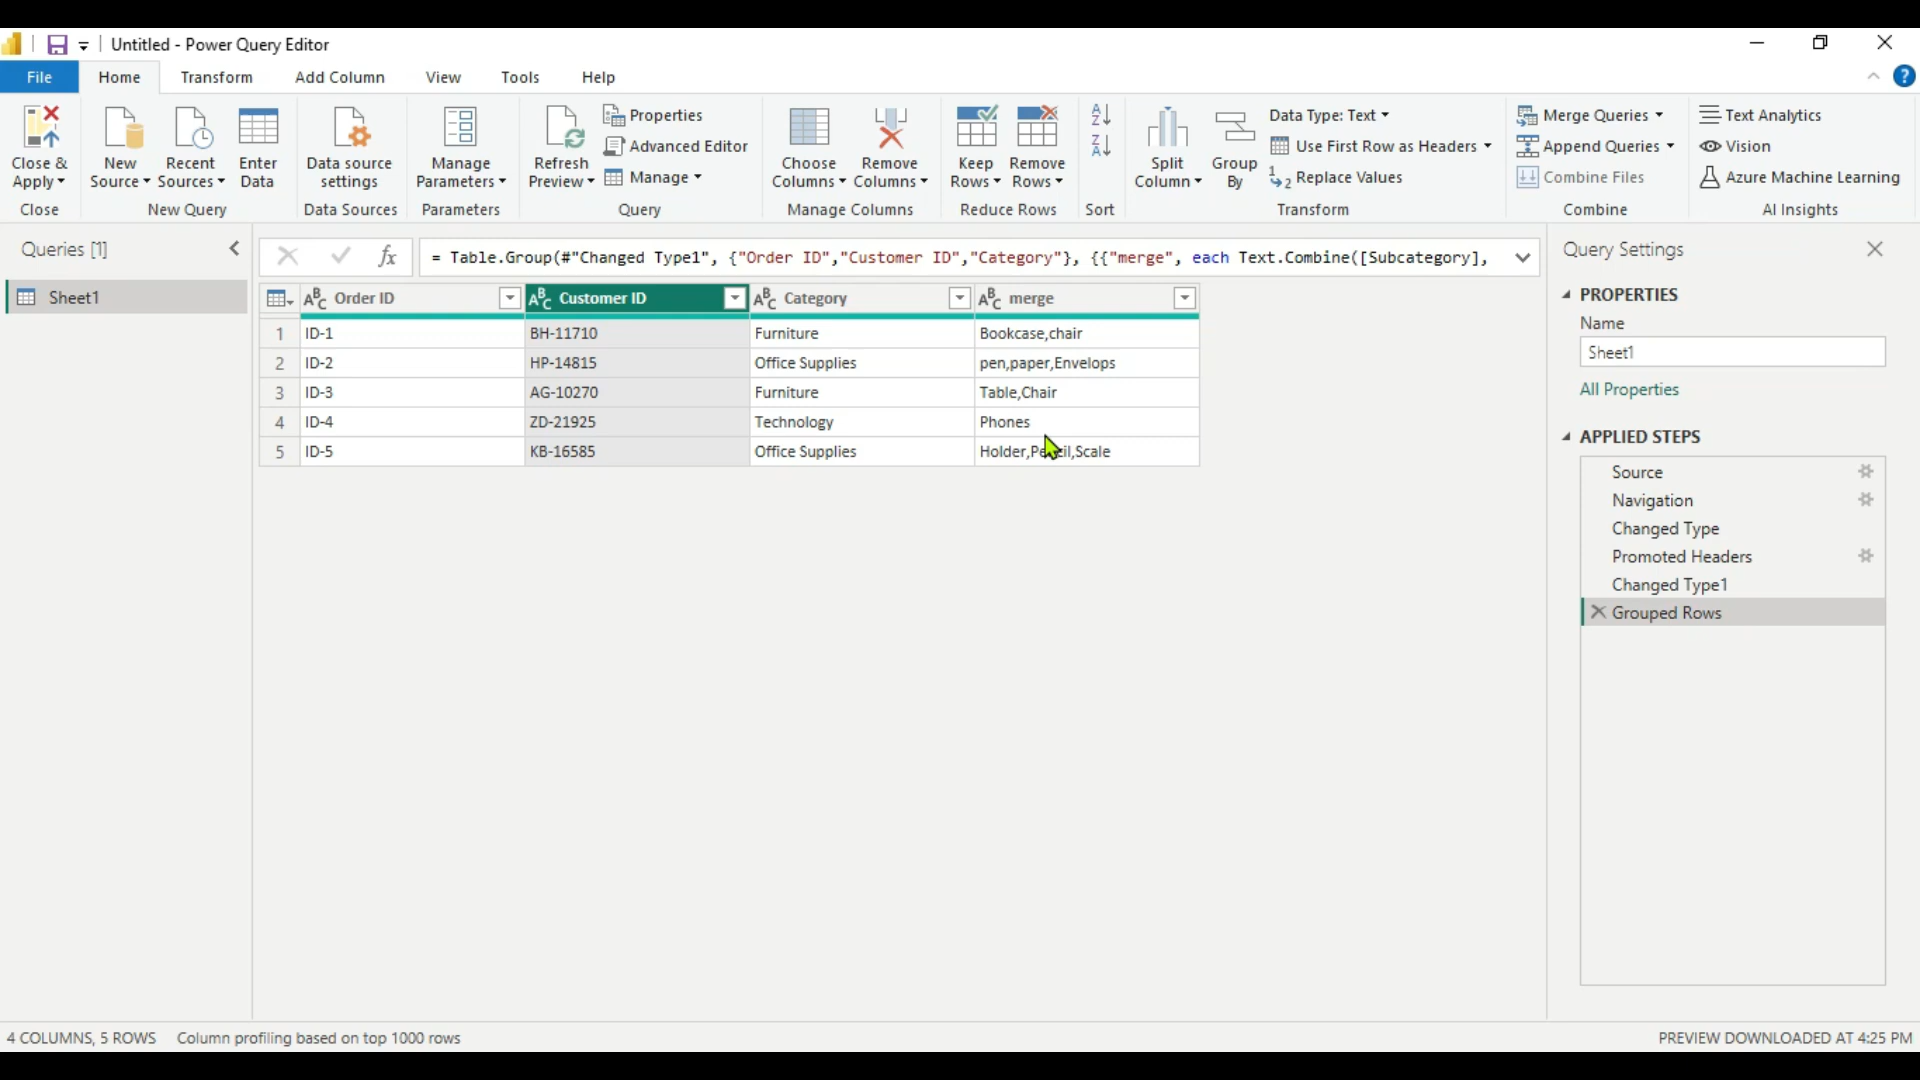 Untitled - Power Query Editor
File Home Transform Add Column View Tools Help
Close & Apply
New Source
Recent Sources
Enter Data
Data source settings
Manage Parameters
Refresh Preview
Properties
Advanced Editor
Manage
Choose Columns
Remove Columns
Keep Rows
Remove Rows
Split Column
Group By
Data Type: Text
Use First Row as Headers
Replace Values
Merge Queries
Append Queries
Combine Files
Text Analytics
Vision
Azure Machine Learning
Close New Query Data Sources Parameters Query Manage Columns Reduce Rows Sort Transform Combine AI Insights
Queries [1]
Sheet1
fx = Table.Group(#"Changed Type1", {"Order ID","Customer ID","Category"}, {{"merge", each Text.Combine([Subcategory],
Order ID Customer ID Category merge
1 ID-1 BH-11710 Furniture Bookcase,chair
2 ID-2 HP-14815 Office Supplies pen,paper,Envelops
3 ID-3 AG-10270 Furniture Table,Chair
4 ID-4 ZD-21925 Technology Phones
5 ID-5 KB-16585 Office Supplies Holder,Pencil,Scale
Query Settings
PROPERTIES
Name
Sheet1
All Properties
APPLIED STEPS
Source
Navigation
Changed Type
Promoted Headers
Changed Type1
Grouped Rows
4 COLUMNS, 5 ROWS Column profiling based on top 1000 rows
PREVIEW DOWNLOADED AT 4:25 PM